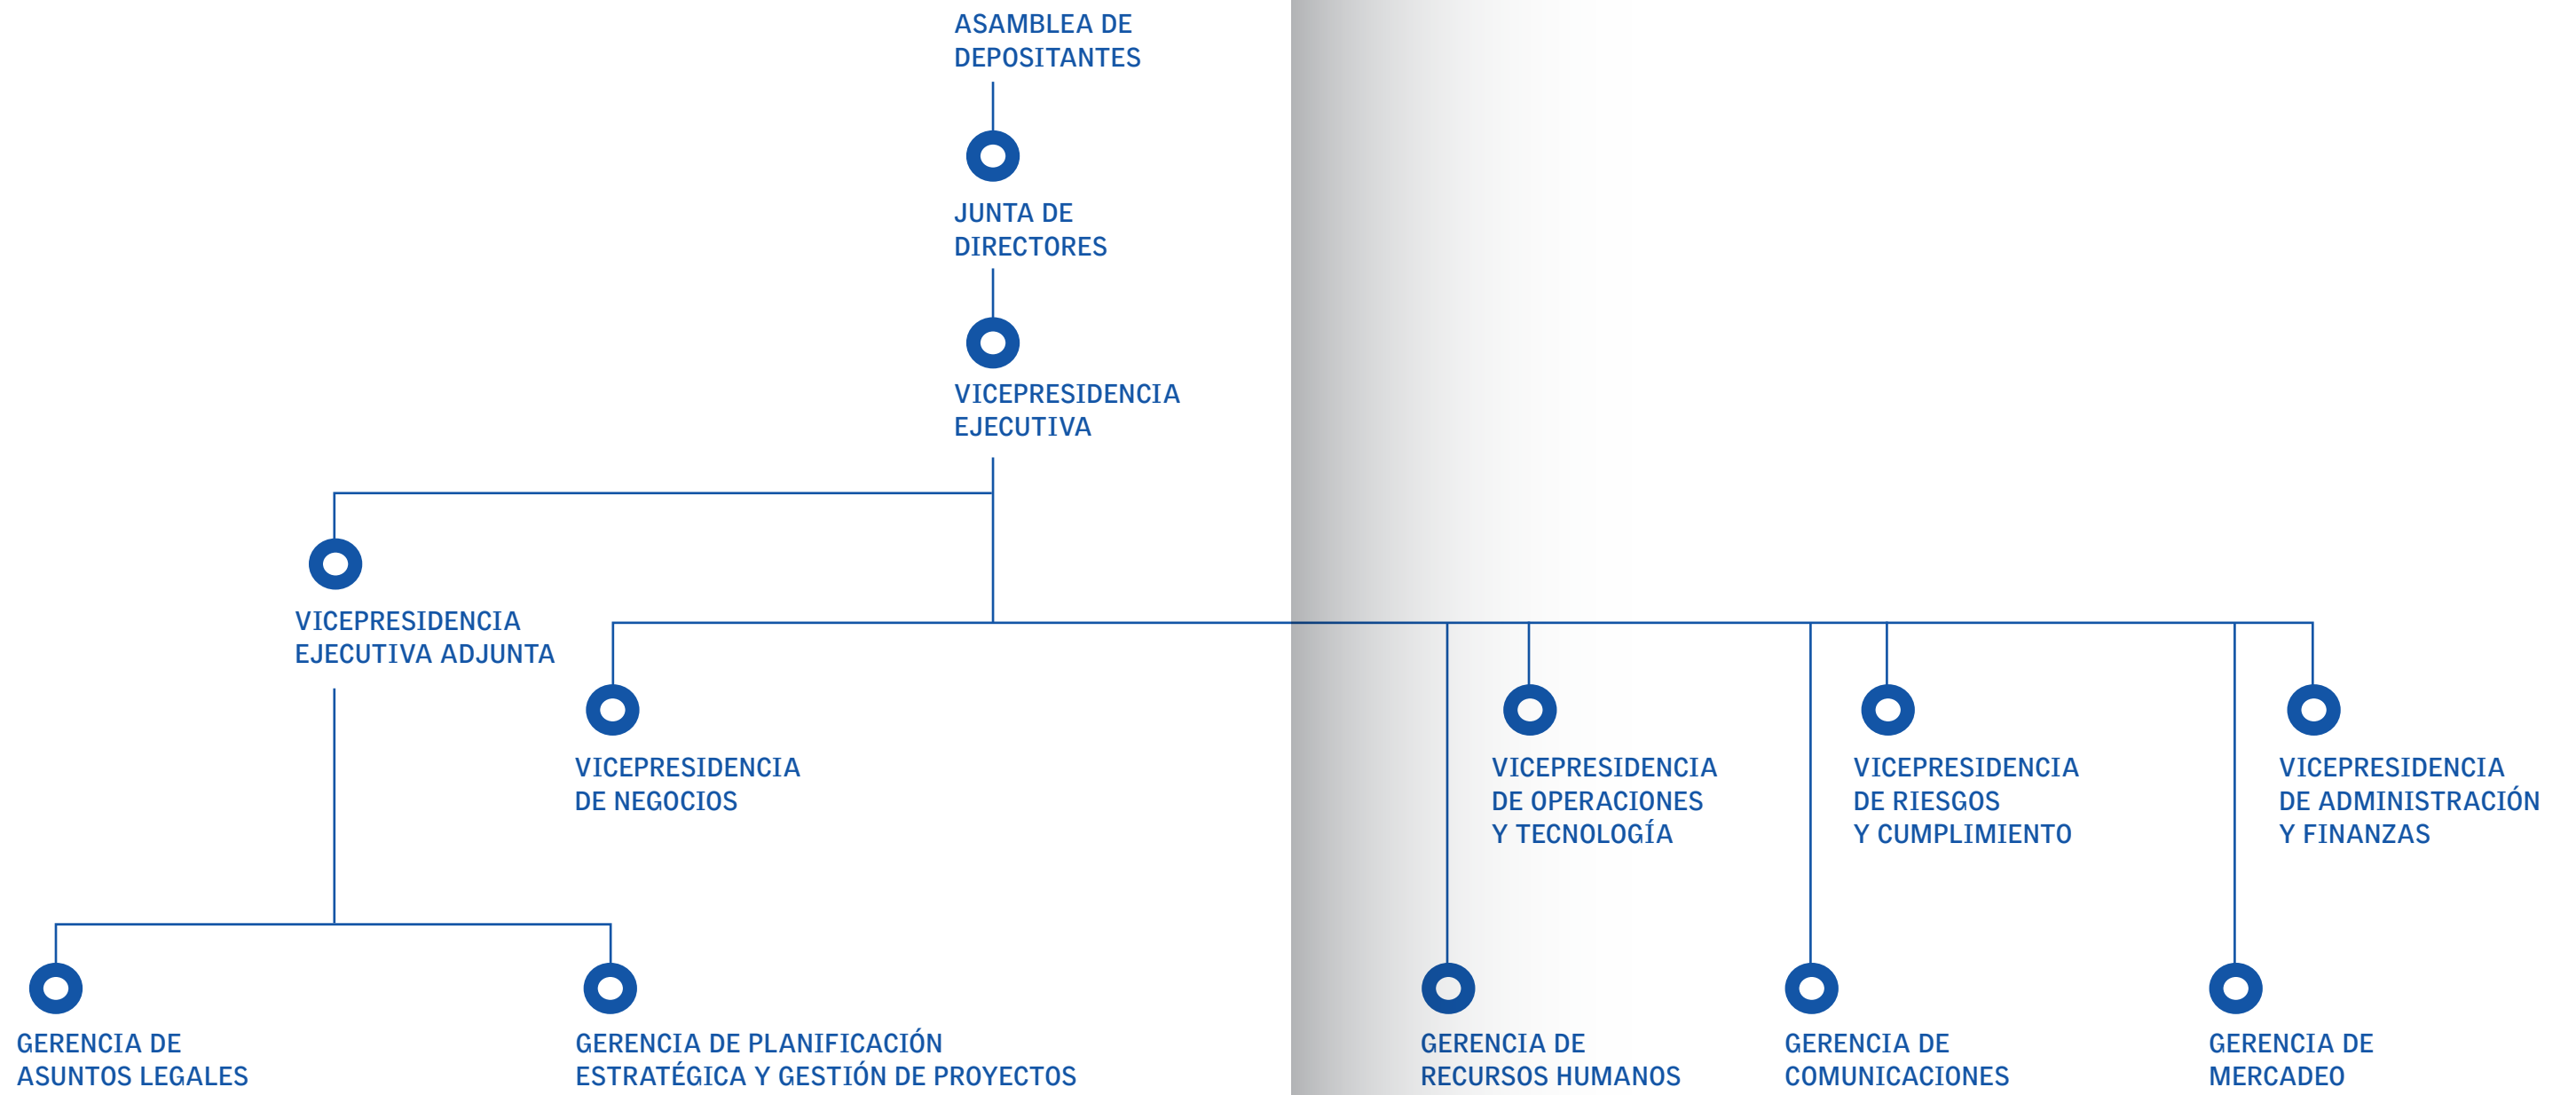 ASAMBLEA DE
DEPOSITANTES
JUNTA DE
DIRECTORES
VICEPRESIDENCIA
EJECUTIVA
VICEPRESIDENCIA
EJECUTIVA ADJUNTA
VICEPRESIDENCIA
DE NEGOCIOS
VICEPRESIDENCIA
DE OPERACIONES
Y TECNOLOGÍA
VICEPRESIDENCIA
DE RIESGOS
Y CUMPLIMIENTO
VICEPRESIDENCIA
DE ADMINISTRACIÓN
Y FINANZAS
GERENCIA DE
ASUNTOS LEGALES
GERENCIA DE PLANIFICACIÓN
ESTRATÉGICA Y GESTIÓN DE PROYECTOS
GERENCIA DE
RECURSOS HUMANOS
GERENCIA DE
COMUNICACIONES
GERENCIA DE
MERCADEO